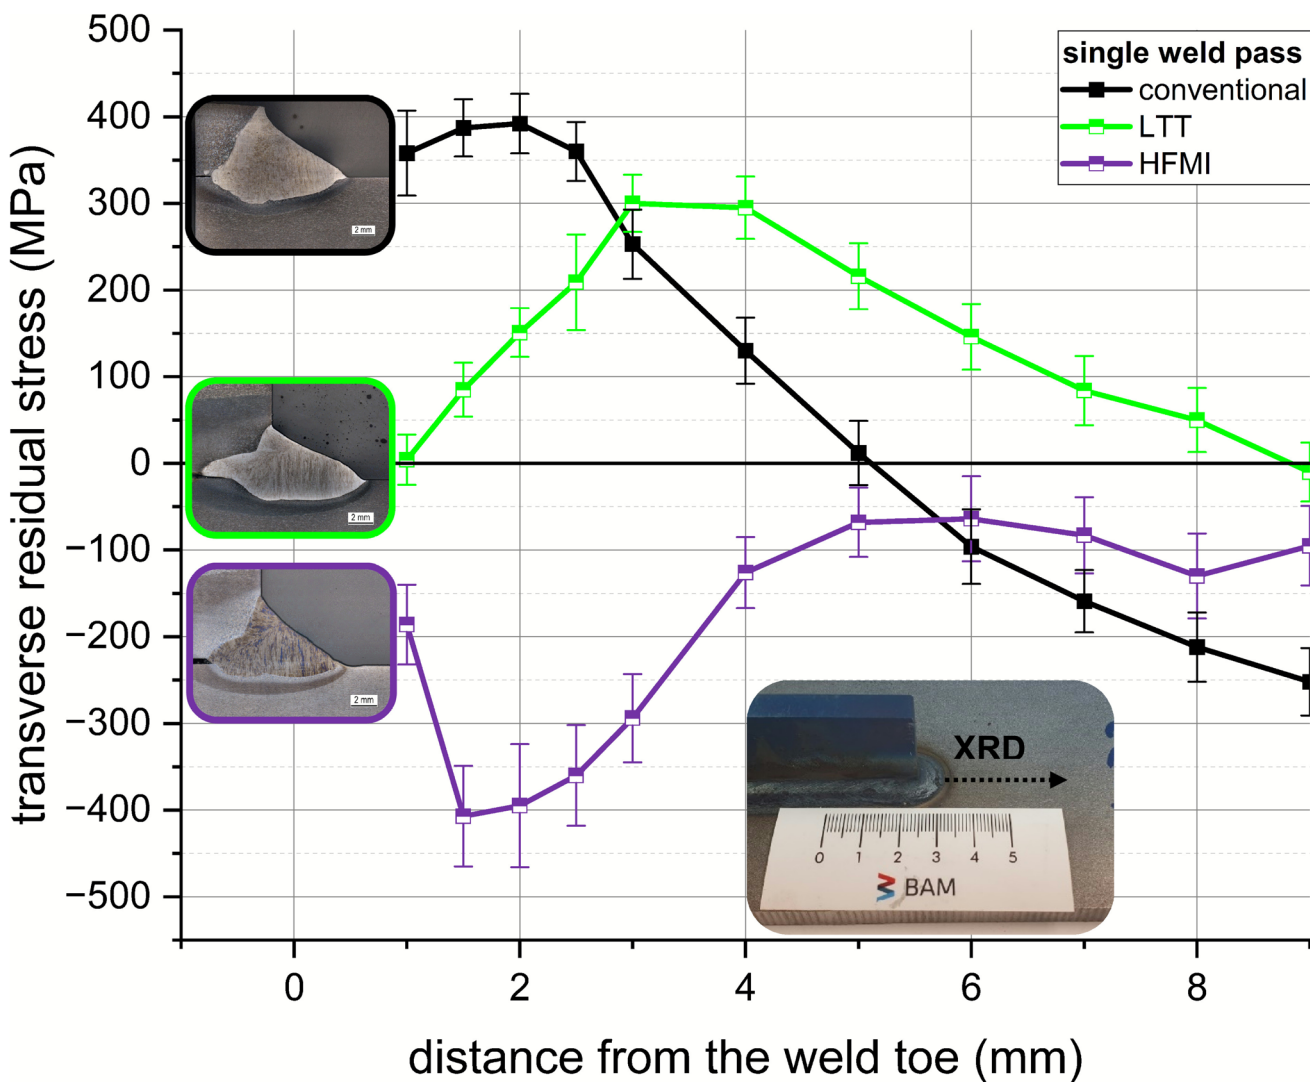 500
400
300
200
100
0
−100
−200
−300
−400
−500
transverse residual stress (MPa)
single weld pass
conventional
LTT
HFMI
2 mm
2 mm
2 mm
XRD
0 1 2 3 4 5
BAM
0 2 4 6 8
distance from the weld toe (mm)